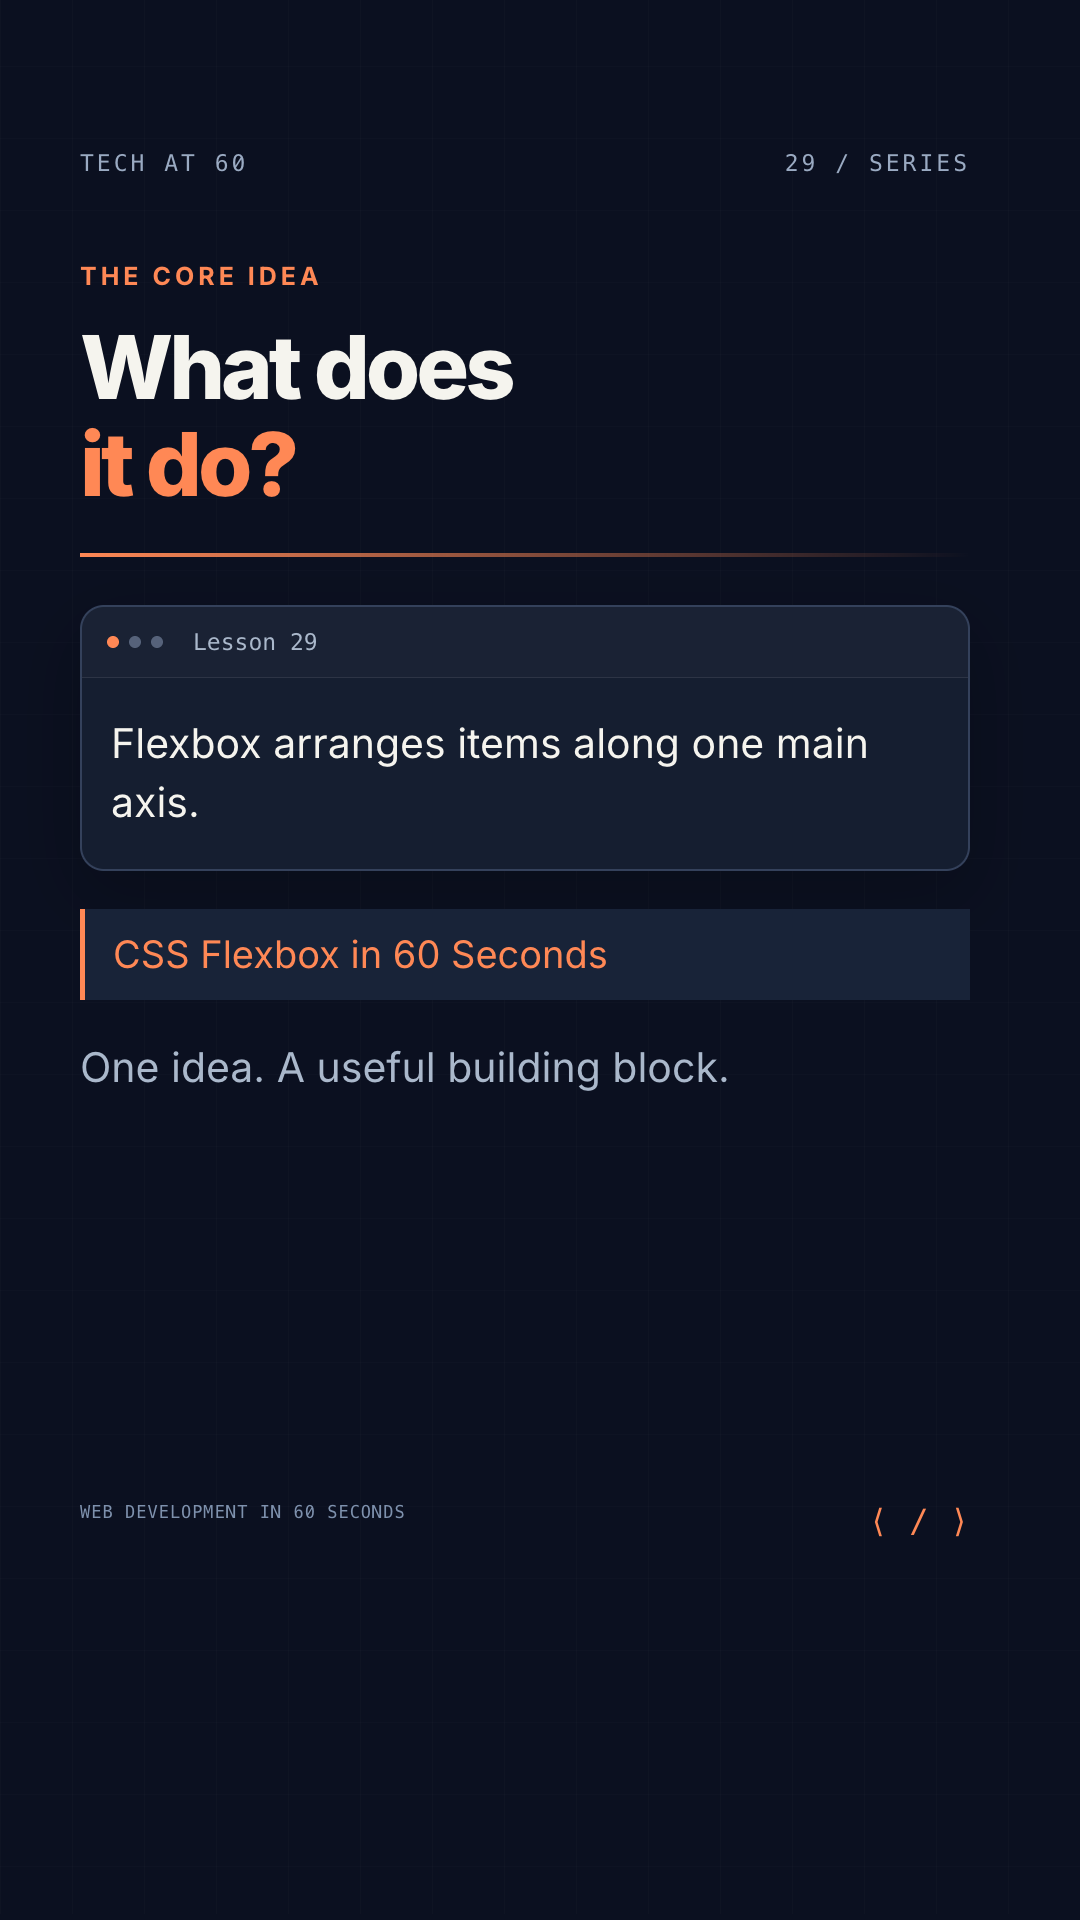 TECH AT 60
29 / SERIES
THE CORE IDEA
What does
it do?
Lesson 29
Flexbox arranges items along one main
axis.
CSS Flexbox in 60 Seconds
One idea. A useful building block.
WEB DEVELOPMENT IN 60 SECONDS
⟨ / ⟩